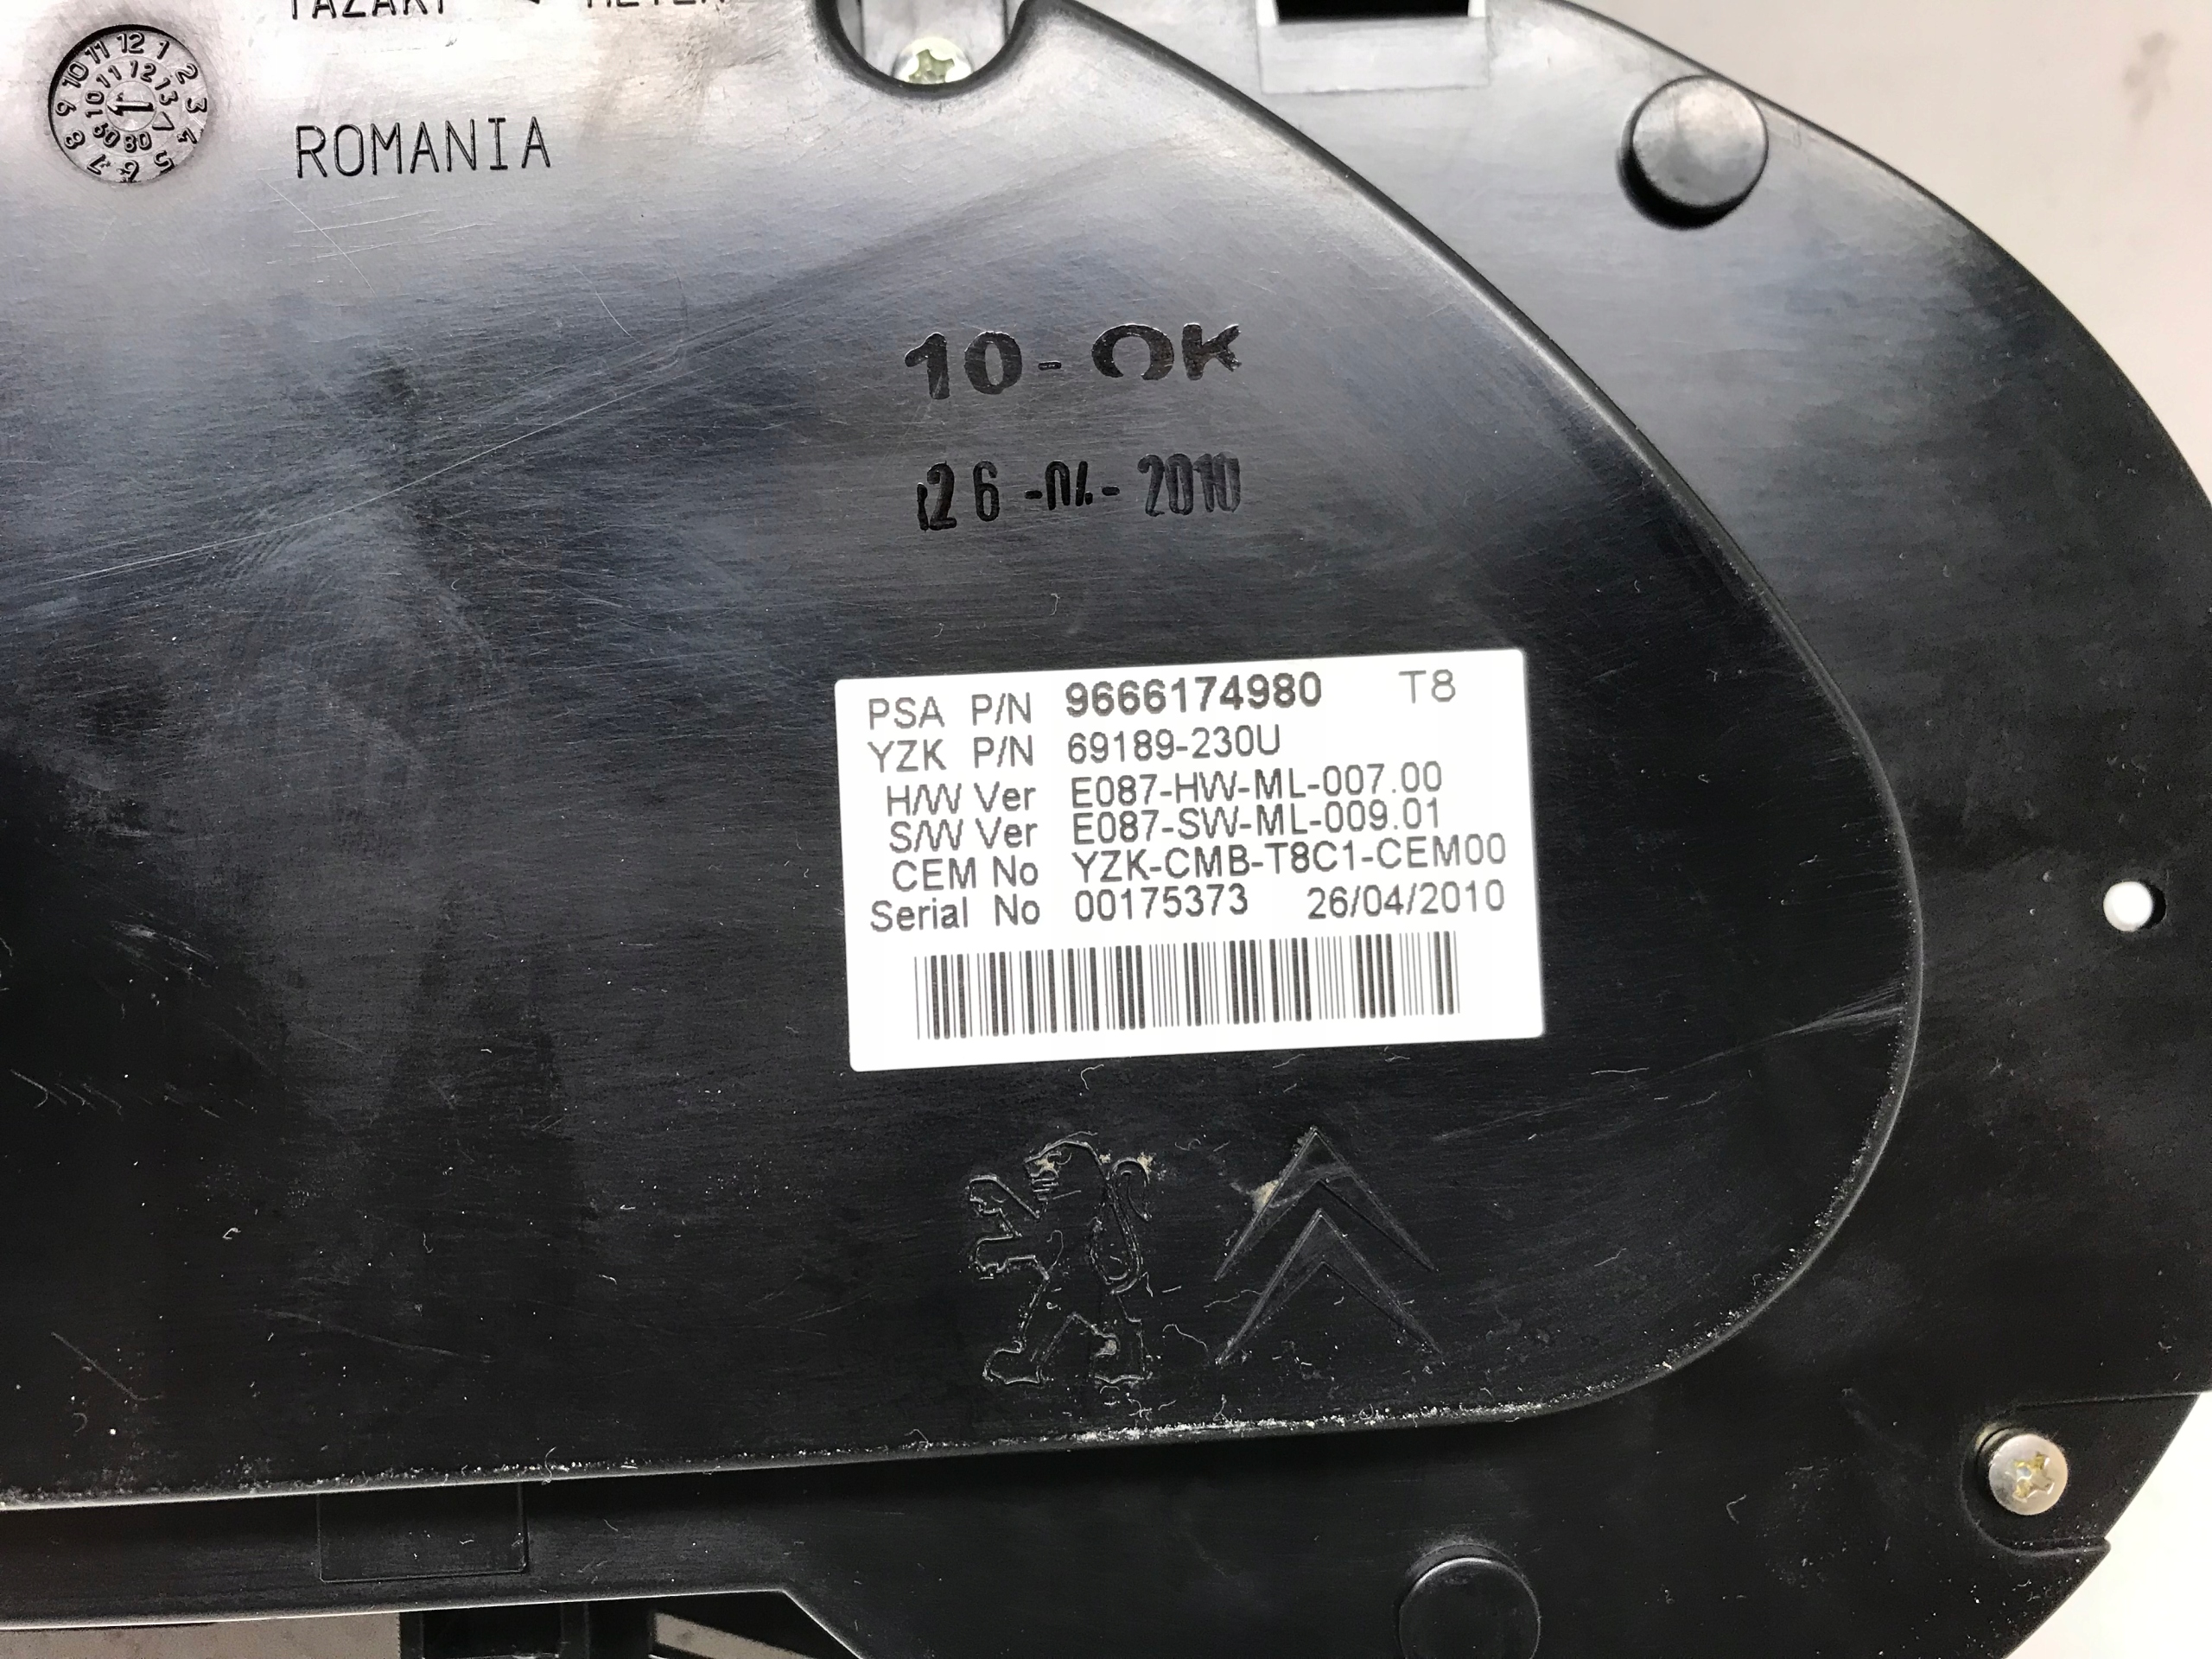 ROMANIA
10-OK
26-04-2010
PSA P/N 9666174980 T8
YZK P/N 69189-230U
H/W Ver E087-HW-ML-007.00
S/W Ver E087-SW-ML-009.01
CEM No YZK-CMB-T8C1-CEM00
Serial No 00175373 26/04/2010